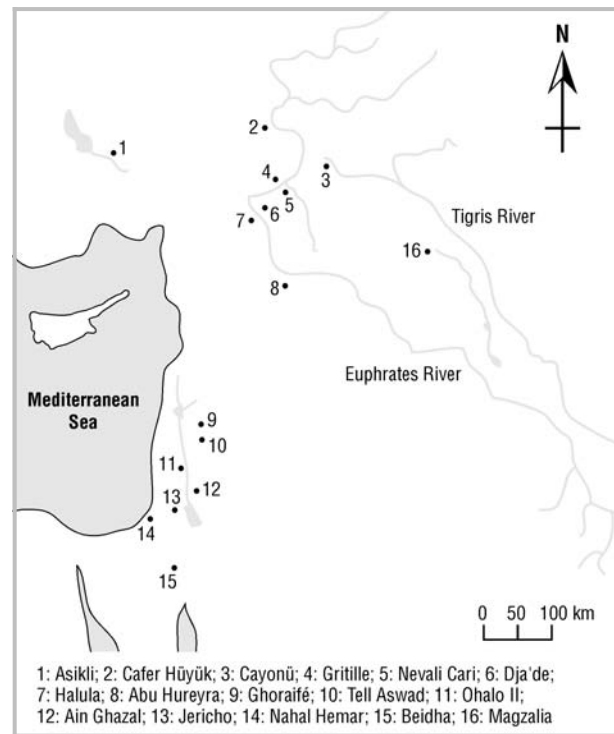 N
2
1
4
3
5
6
7
Tigris River
16
8
Euphrates River
Mediterranean
Sea
9
10
11
12
13
14
15
0 50 100 km
1: Asikli; 2: Cafer Hüyük; 3: Cayonü; 4: Gritille; 5: Nevali Cari; 6: Dja'de;
7: Halula; 8: Abu Hureyra; 9: Ghoraifé; 10: Tell Aswad; 11: Ohalo II;
12: Ain Ghazal; 13: Jericho; 14: Nahal Hemar; 15: Beidha; 16: Magzalia